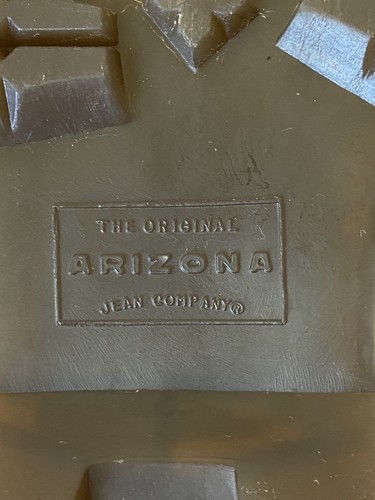 THE ORIGINAL
ARIZONA
JEAN COMPANY®